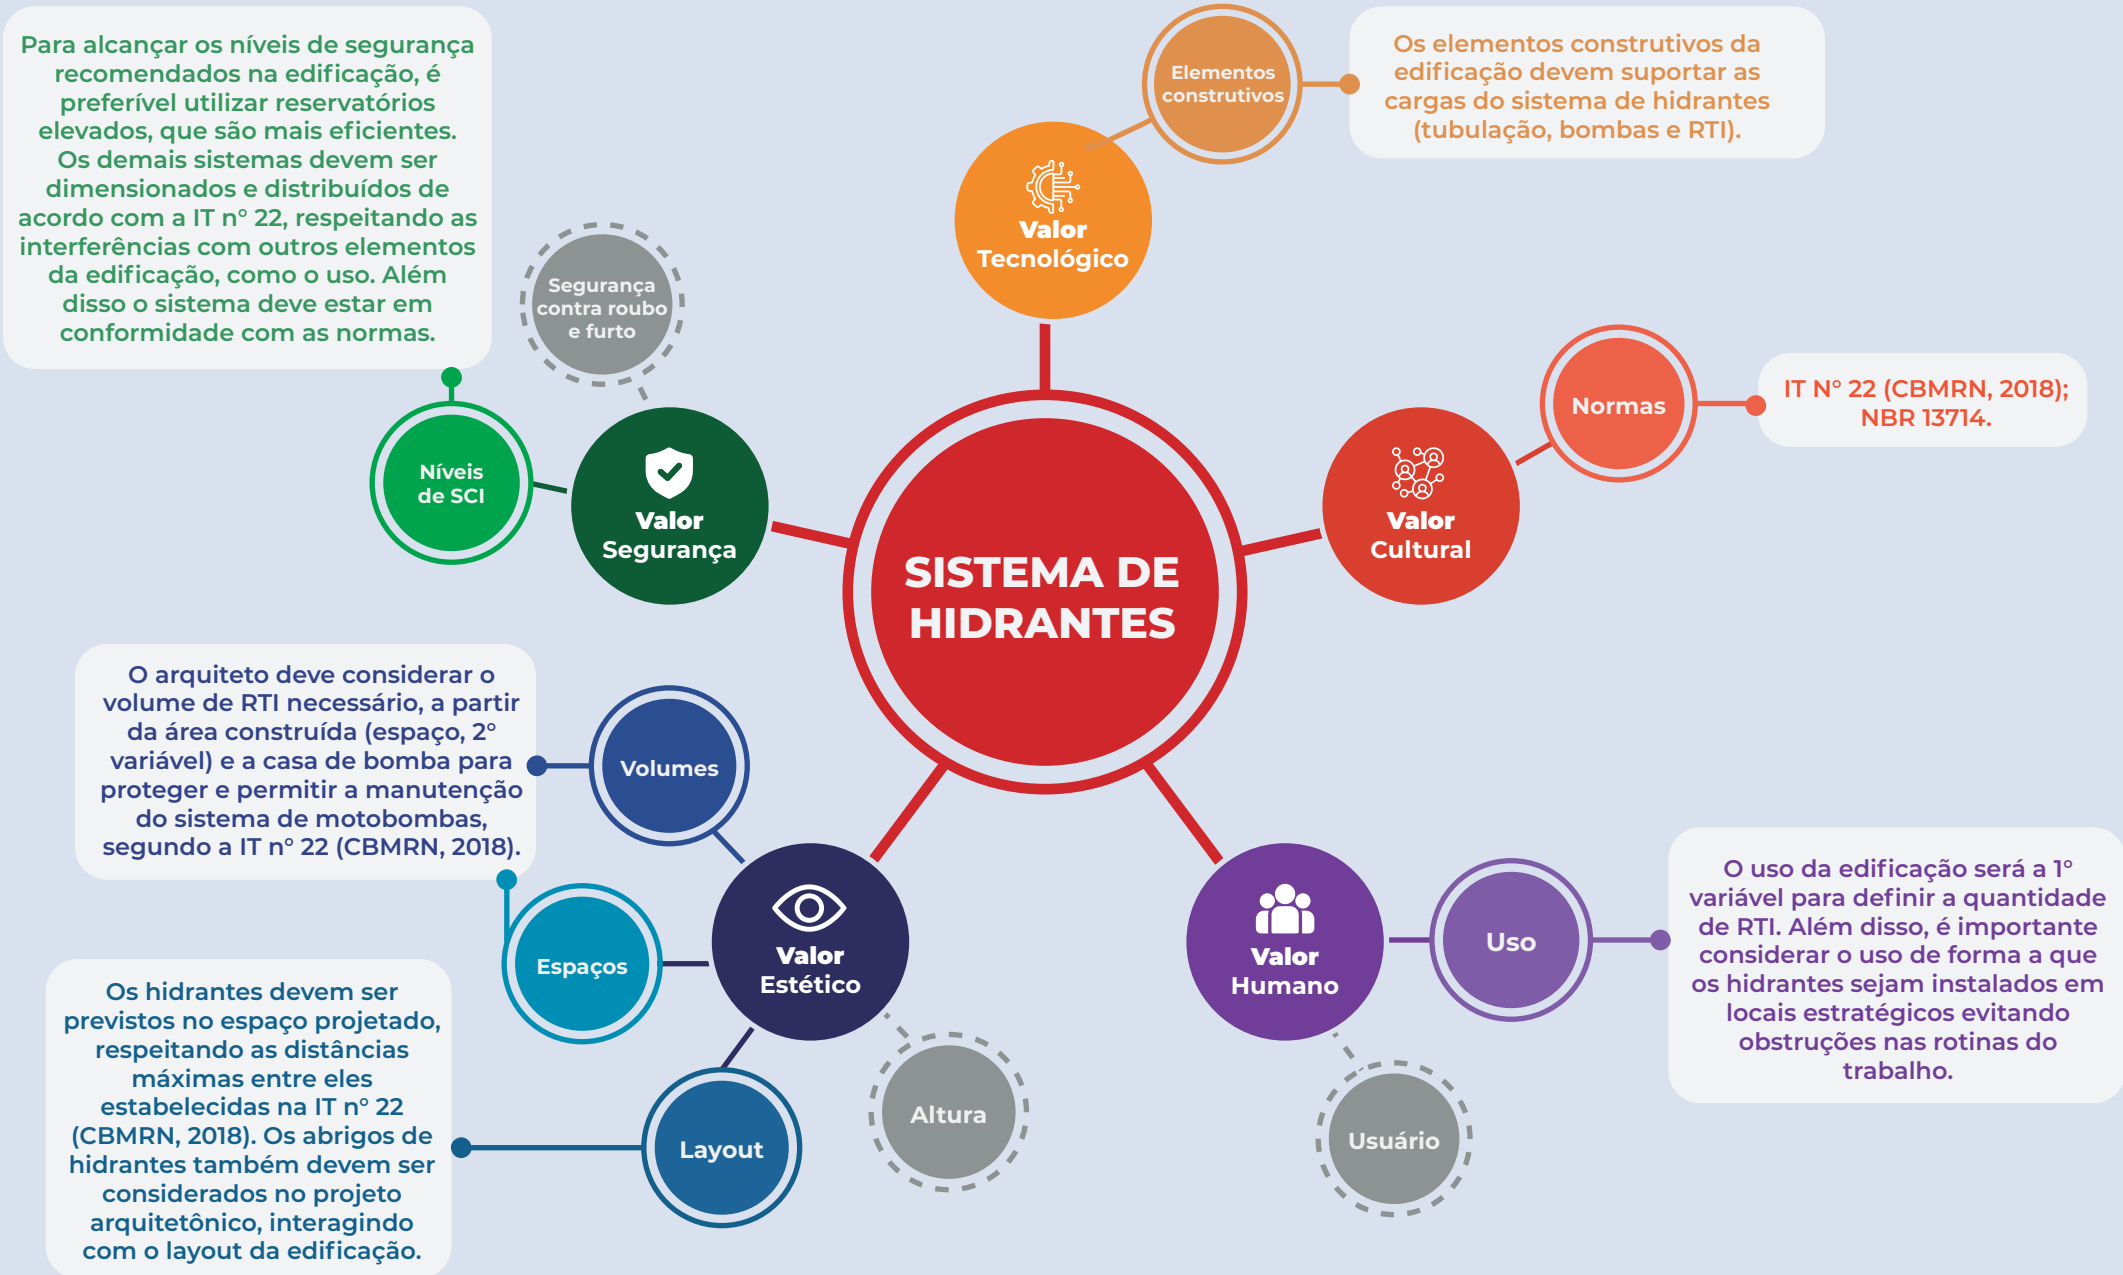 Para alcançar os níveis de segurança
recomendados na edificação, é
preferível utilizar reservatórios
elevados, que são mais eficientes.
Os demais sistemas devem ser
dimensionados e distribuídos de
acordo com a IT n° 22, respeitando as
interferências com outros elementos
da edificação, como o uso. Além
disso o sistema deve estar em
conformidade com as normas.
Níveis
de SCI
Segurança
contra roubo
e furto
Valor
Segurança
Elementos
construtivos
Os elementos construtivos da
edificação devem suportar as
cargas do sistema de hidrantes
(tubulação, bombas e RTI).
Valor
Tecnológico
Normas
IT N° 22 (CBMRN, 2018);
NBR 13714.
Valor
Cultural
SISTEMA DE
HIDRANTES
O arquiteto deve considerar o
volume de RTI necessário, a partir
da área construída (espaço, 2°
variável) e a casa de bomba para
proteger e permitir a manutenção
do sistema de motobombas,
segundo a IT n° 22 (CBMRN, 2018).
Volumes
Espaços
Valor
Estético
Os hidrantes devem ser
previstos no espaço projetado,
respeitando as distâncias
máximas entre eles
estabelecidas na IT n° 22
(CBMRN, 2018). Os abrigos de
hidrantes também devem ser
considerados no projeto
arquitetônico, interagindo
com o layout da edificação.
Layout
Altura
Valor
Humano
Uso
O uso da edificação será a 1°
variável para definir a quantidade
de RTI. Além disso, é importante
considerar o uso de forma a que
os hidrantes sejam instalados em
locais estratégicos evitando
obstruções nas rotinas do
trabalho.
Usuário